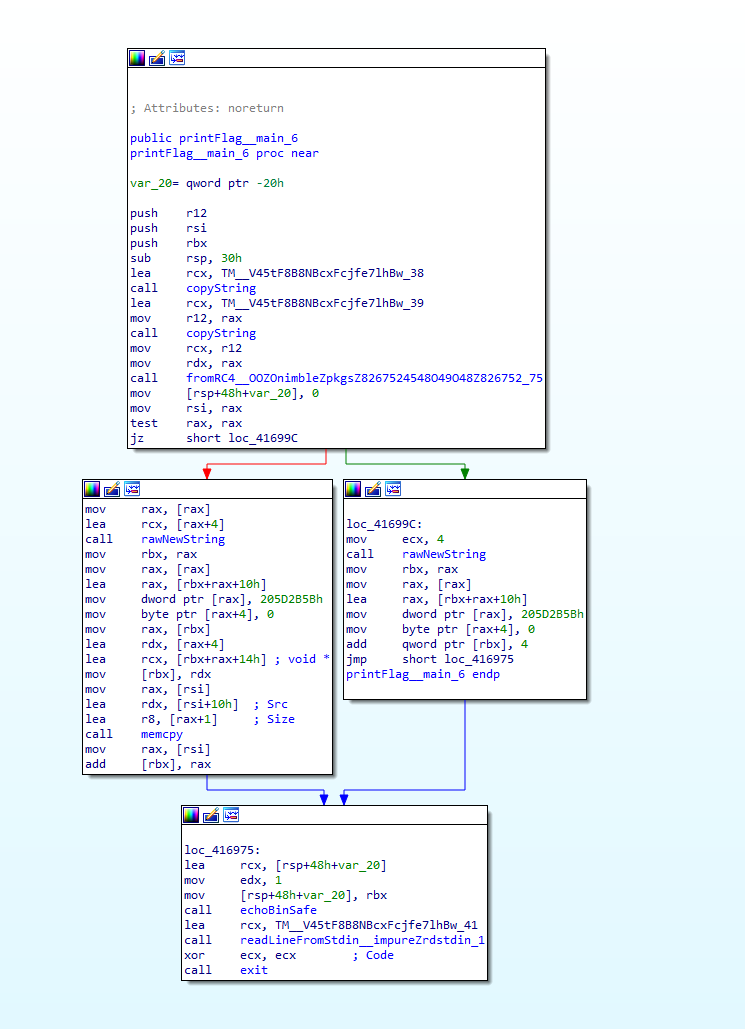 ; Attributes: noreturn
public printFlag__main_6
printFlag__main_6 proc near
var_20= qword ptr -20h
push r12
push rsi
push rbx
sub rsp, 30h
lea rcx, TM__V45tF8B8NBcxFcjfe7lhBw_38
call copyString
lea rcx, TM__V45tF8B8NBcxFcjfe7lhBw_39
mov r12, rax
call copyString
mov rcx, r12
mov rdx, rax
call fromRC4__OOZOnimbleZpkgsZ8267524548O49O48Z826752_75
mov [rsp+48h+var_20], 0
mov rsi, rax
test rax, rax
jz short loc_41699C
mov rax, [rax]
lea rcx, [rax+4]
call rawNewString
mov rbx, rax
mov rax, [rax]
lea rax, [rbx+rax+10h]
mov dword ptr [rax], 205D2B5Bh
mov byte ptr [rax+4], 0
mov rax, [rbx]
lea rdx, [rax+4]
lea rcx, [rbx+rax+14h] ; void *
mov [rbx], rdx
mov rax, [rsi]
lea rdx, [rsi+10h] ; Src
lea r8, [rax+1] ; Size
call memcpy
mov rax, [rsi]
add [rbx], rax
loc_41699C:
mov ecx, 4
call rawNewString
mov rbx, rax
mov rax, [rax]
lea rax, [rbx+rax+10h]
mov dword ptr [rax], 205D2B5Bh
mov byte ptr [rax+4], 0
add qword ptr [rbx], 4
jmp short loc_416975
printFlag__main_6 endp
loc_416975:
lea rcx, [rsp+48h+var_20]
mov edx, 1
mov [rsp+48h+var_20], rbx
call echoBinSafe
lea rcx, TM__V45tF8B8NBcxFcjfe7lhBw_41
call readLineFromStdin__impureZrdstdin_1
xor ecx, ecx ; Code
call exit